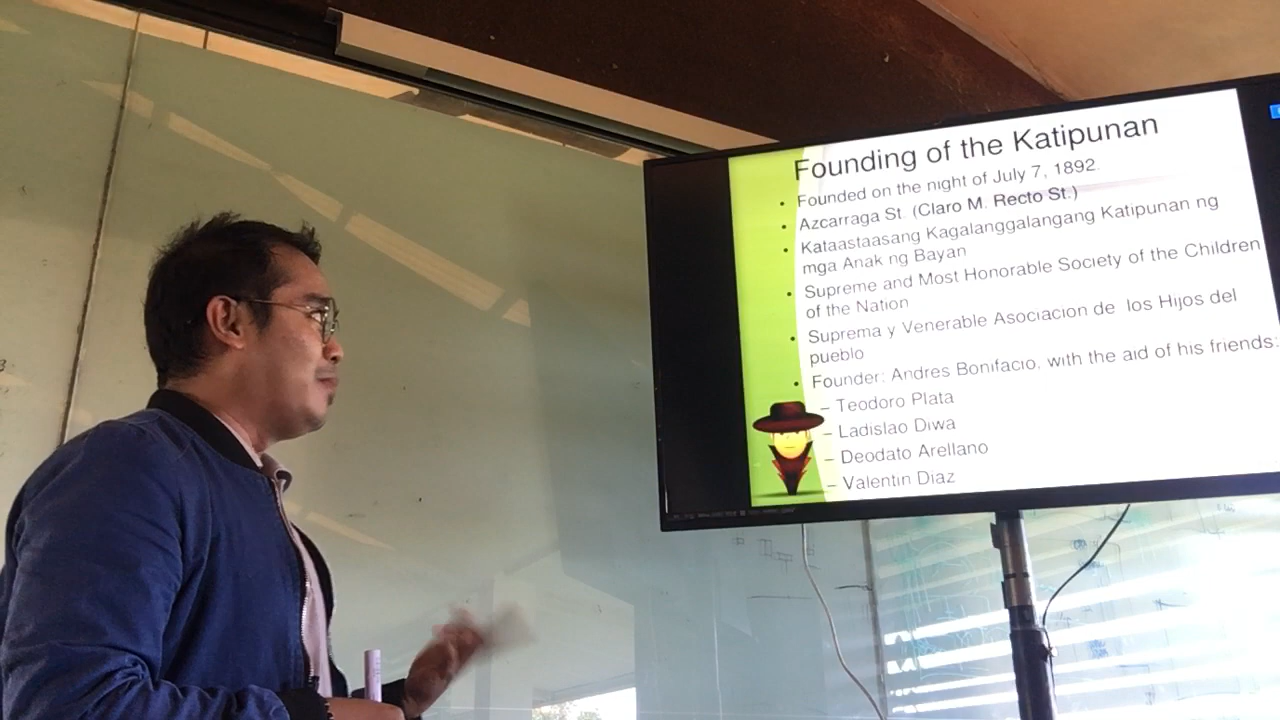 Founding of the Katipunan
• Founded on the night of July 7, 1892.
• Azcarraga St. (Claro M. Recto St.)
• Kataastaasang Kagalanggalangang Katipunan ng
mga Anak ng Bayan
• Supreme and Most Honorable Society of the Children
of the Nation
• Suprema y Venerable Asociacion de los Hijos del
pueblo
• Founder: Andres Bonifacio, with the aid of his friends:
– Teodoro Plata
– Ladislao Diwa
– Deodato Arellano
– Valentin Diaz